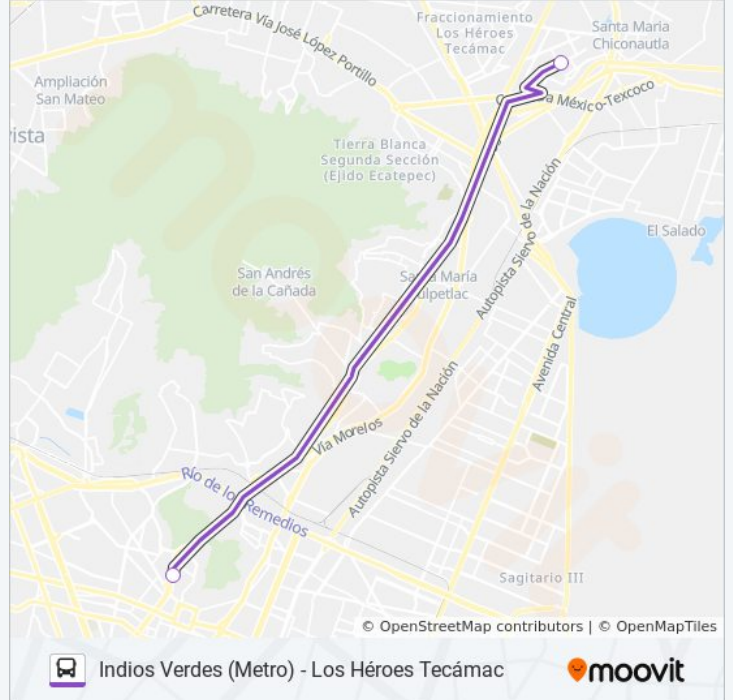 Carretera Vía José López Portillo
Fraccionamiento
Los Héroes
Tecámac
Santa Maria
Chiconautla
Ampliación
San Mateo
México-Texcoco
ista
Tierra Blanca
Segunda Sección
(Ejido Ecatepec)
Autopista Siervo de la Nación
El Salado
San Andrés
de la Cañada
María
ulpetlac
Avenida Central
Vía Morelos
Autopista Siervo de la Nación
Río de los Remedios
Sagitario III
© OpenStreetMap contributors | © OpenMapTiles
Indios Verdes (Metro) - Los Héroes Tecámac
moovit